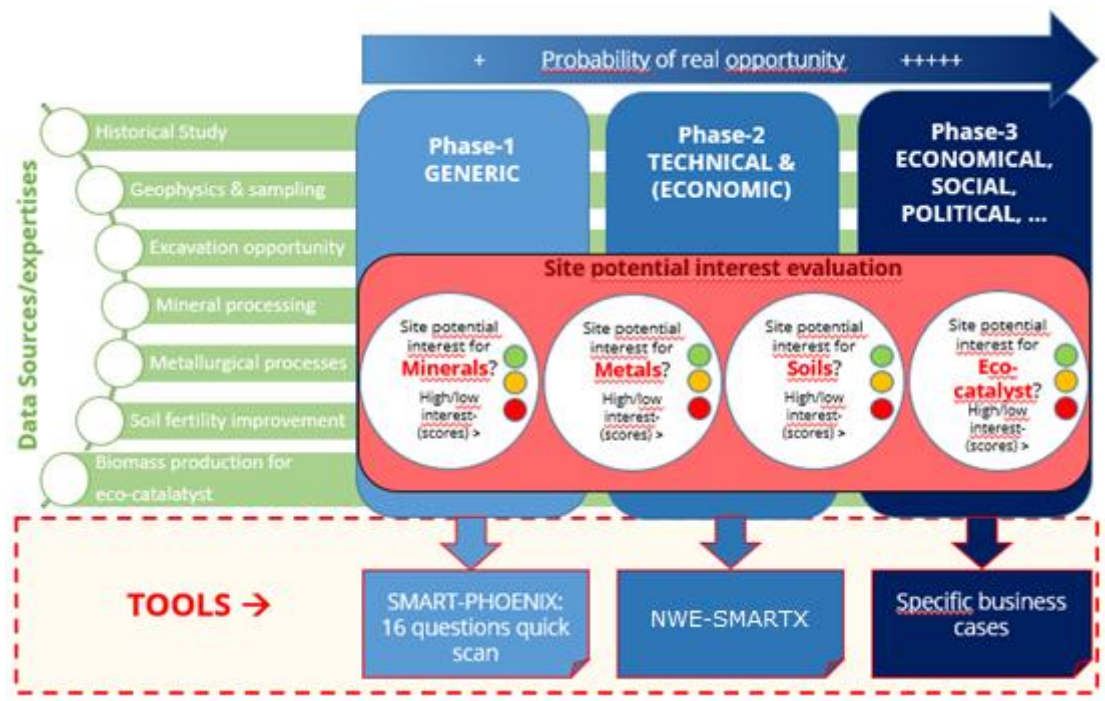 + Probability of real opportunity +++++
Data Sources/expertises
Historical Study
Geophysics & sampling
Excavation opportunity
Mineral processing
Metallurgical processes
Soil fertility improvement
Biomass production for
eco-catalatyst
Phase-1
GENERIC
Phase-2
TECHNICAL &
(ECONOMIC)
Phase-3
ECONOMICAL,
SOCIAL,
POLITICAL, ...
Site potential interest evaluation
Site potential
interest for
Minerals?
High/low
interest-
(scores) >
Site potential
interest for
Metals?
High/low
interest-
(scores) >
Site potential
interest for
Soils?
High/low
interest-
(scores) >
Site potential
interest for
Eco-
catalyst?
High/low
interest-
(scores) >
TOOLS →
SMART-PHOENIX:
16 questions quick
scan
NWE-SMARTX
Specific business
cases